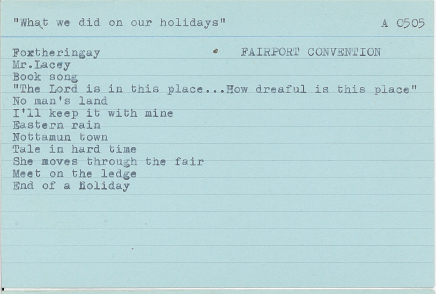 "What we did on our holidays" A 0505
Foxtheringay FAIRPORT CONVENTION
Mr.Lacey
Book song
"The Lord is in this place...How dreaful is this place"
No man's land
I'll keep it with mine
Eastern rain
Nottamun town
Tale in hard time
She moves through the fair
Meet on the ledge
End of a Holiday